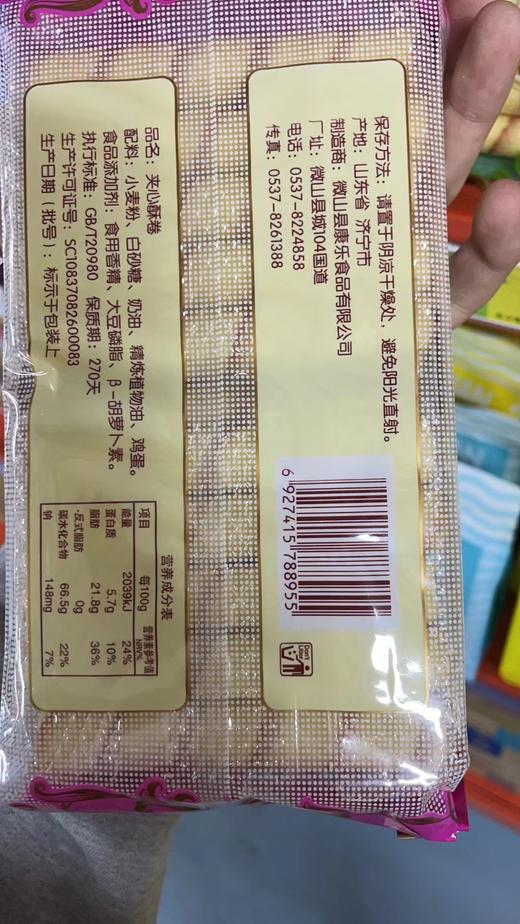 品名：夹心酥卷
配料：小麦粉、白砂糖、奶油、精炼植物油、鸡蛋。
食品添加剂：食用香精、大豆磷脂、β-胡萝卜素。
执行标准：GB/T20980 保质期：270天
生产许可证号：SC10837082600083
生产日期（批号）：标示于包装上
营养成分表
项目 每100g 营养素参考值NRV%
能量 2039kJ 24%
蛋白质 5.7g 10%
脂肪 21.8g 36%
-反式脂肪 0g
碳水化合物 66.5g 22%
钠 148mg 7%
保存方法：请置于阴凉干燥处，避免阳光直射。
产地：山东省 济宁市
制造商：微山县康乐食品有限公司
厂址：微山县城104国道
电话：0537-8224858
传真：0537-8261388
6 927415 788955